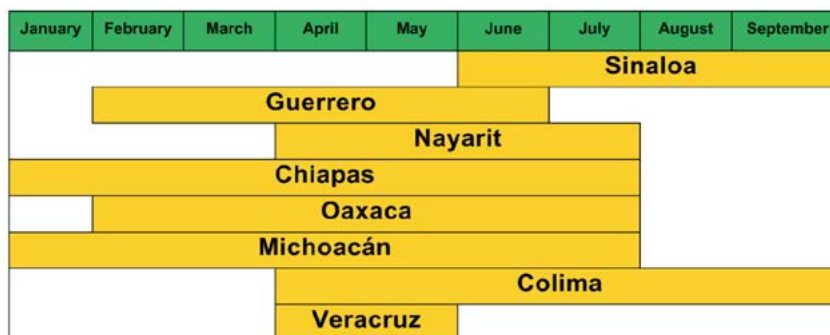 January February March April May June July August September
Sinaloa
Guerrero
Nayarit
Chiapas
Oaxaca
Michoacán
Colima
Veracruz